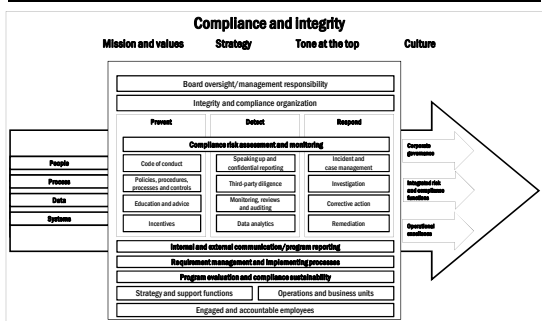 Compliance and integrity
Mission and values Strategy Tone at the top Culture
Board oversight/management responsibility
Integrity and compliance organization
Prevent Detect Respond
Compliance risk assessment and monitoring
People
Process
Data
Systems
Code of conduct
Policies, procedures,
processes and controls
Education and advice
Incentives
Speaking up and
confidential reporting
Third-party diligence
Monitoring, reviews
and auditing
Data analytics
Incident and
case management
Investigation
Corrective action
Remediation
Corporate
governance
Integrated risk
and compliance
functions
Operational
excellence
Internal and external communication/program reporting
Requirement management and implementing processes
Program evaluation and compliance sustainability
Strategy and support functions Operations and business units
Engaged and accountable employees